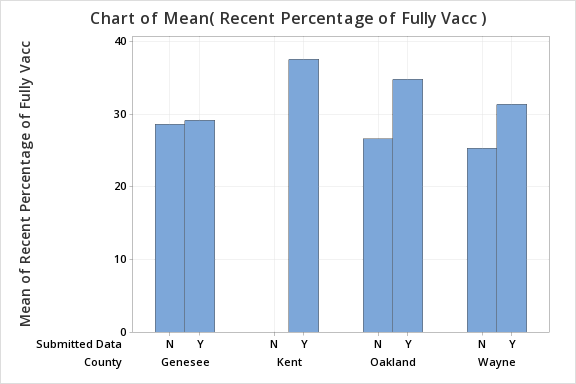 Chart of Mean( Recent Percentage of Fully Vacc )
Mean of Recent Percentage of Fully Vacc
40
30
20
10
0
Submitted Data N Y N Y N Y N Y
County Genesee Kent Oakland Wayne